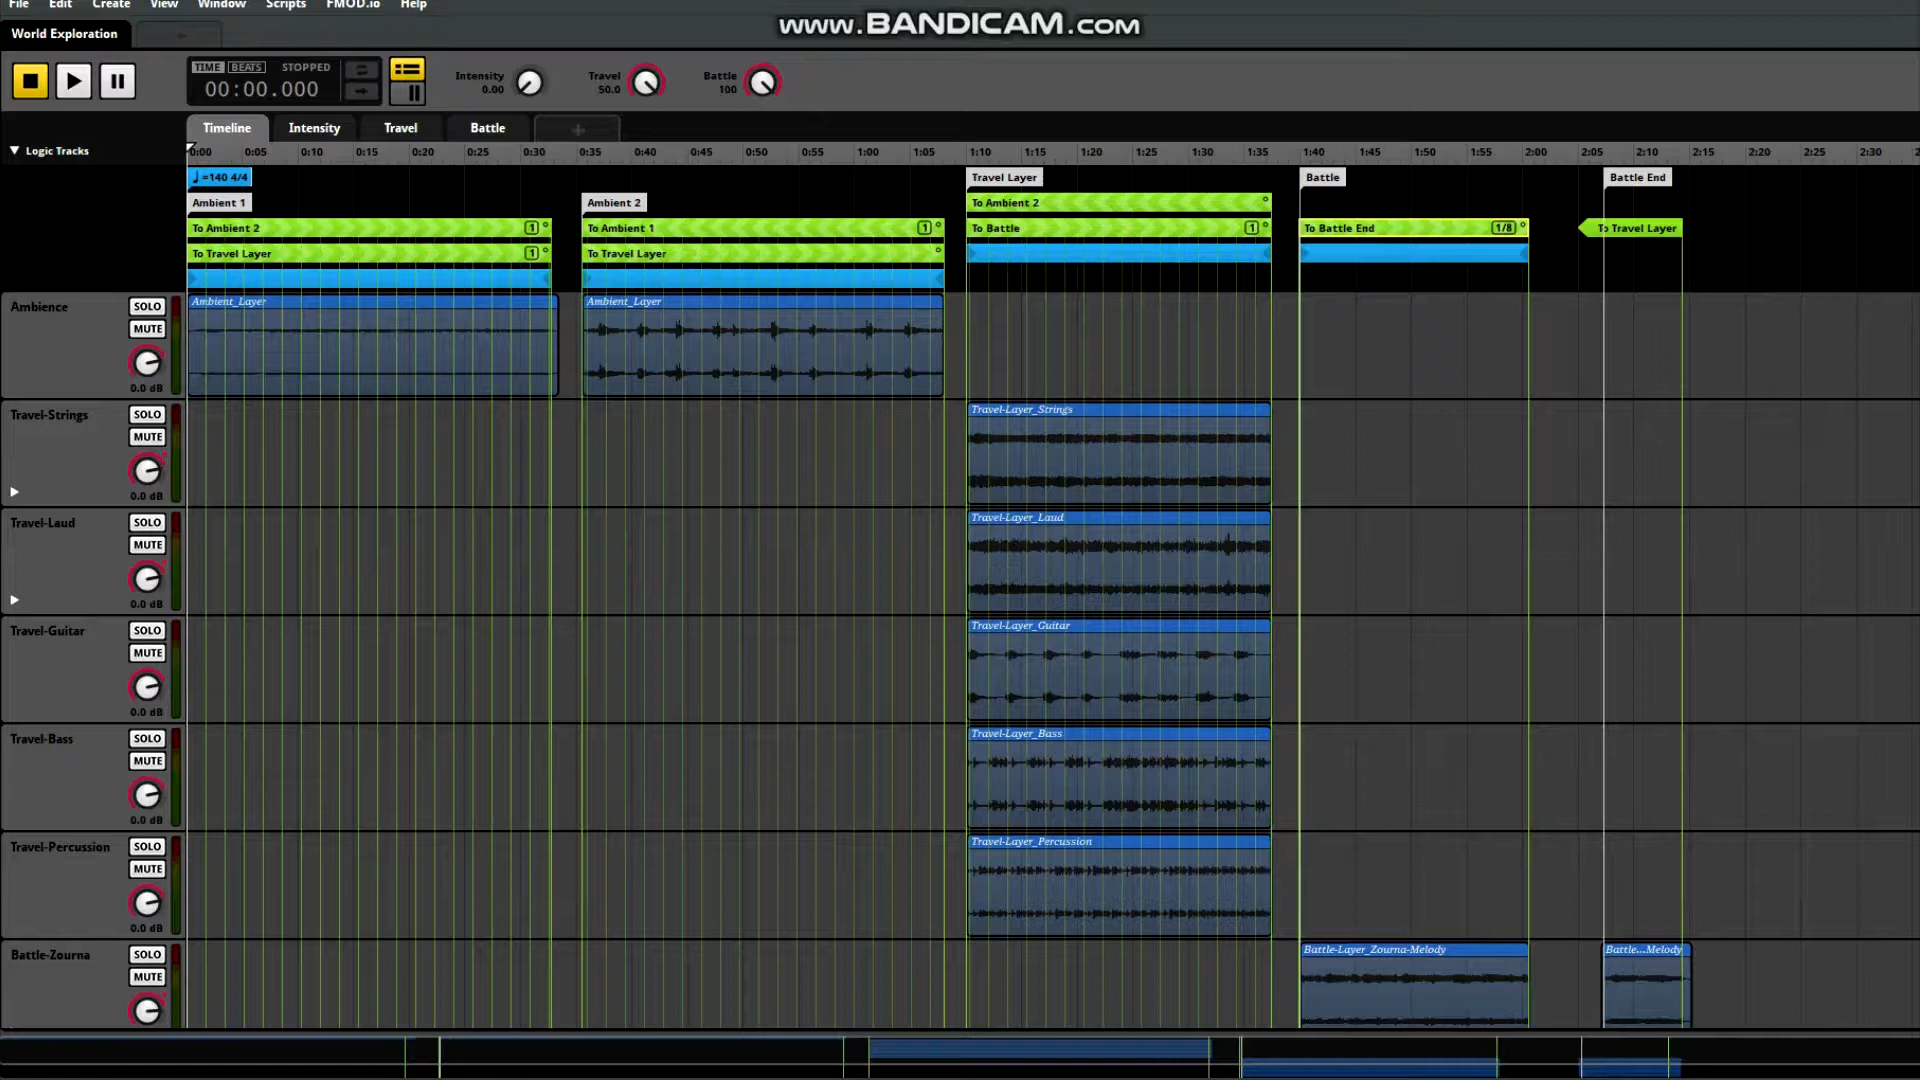 File Edit Create View Window Scripts FMOD.io Help
www.BANDICAM.com
World Exploration
TIME BEATS STOPPED
00:00.000
Intensity
0.00
Travel
50.0
Battle
100
Timeline Intensity Travel Battle
Logic Tracks
0:00 0:05 0:10 0:15 0:20 0:25 0:30 0:35 0:40 0:45 0:50 0:55 1:00 1:05 1:10 1:15 1:20 1:25 1:30 1:35 1:40 1:45 1:50 1:55 2:00 2:05 2:10 2:15 2:20 2:25 2:30
=140 4/4 Travel Layer Battle Battle End
Ambient 1 Ambient 2 To Ambient 2
To Ambient 2 1 To Ambient 1 1 To Battle 1 To Battle End 1/8 To Travel Layer
To Travel Layer 1 To Travel Layer
Ambience SOLO Ambient_Layer Ambient_Layer
MUTE
0.0 dB
Travel-Strings SOLO Travel-Layer_Strings
MUTE
0.0 dB
Travel-Laud SOLO Travel-Layer_Laud
MUTE
0.0 dB
Travel-Guitar SOLO Travel-Layer_Guitar
MUTE
0.0 dB
Travel-Bass SOLO Travel-Layer_Bass
MUTE
0.0 dB
Travel-Percussion SOLO Travel-Layer_Percussion
MUTE
0.0 dB
Battle-Zourna SOLO Battle-Layer_Zourna-Melody Battle...Melody
MUTE